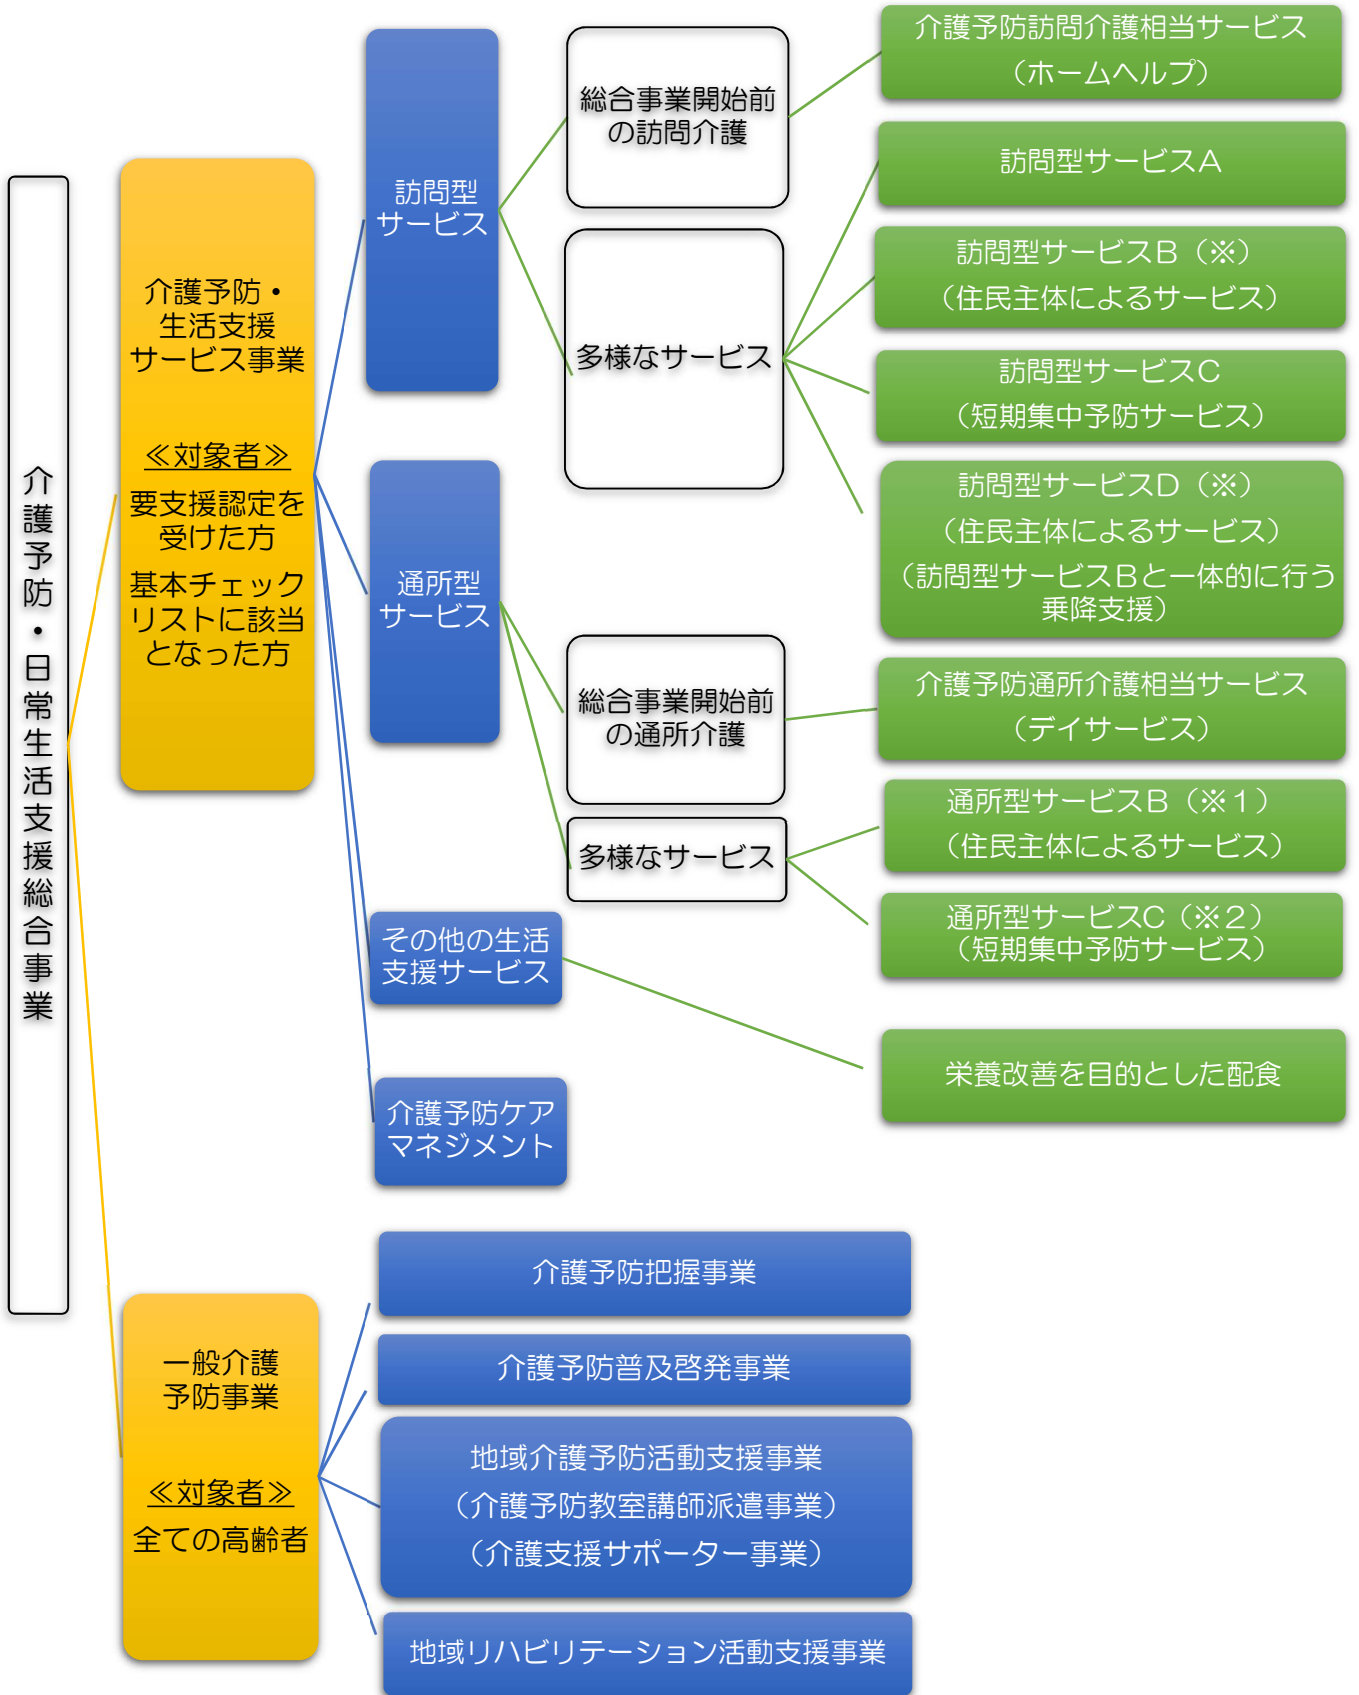 介護予防・日常生活支援総合事業
介護予防・
生活支援
サービス事業
≪対象者≫
要支援認定を
受けた方
基本チェック
リストに該当
となった方
訪問型
サービス
総合事業開始前
の訪問介護
介護予防訪問介護相当サービス
（ホームヘルプ）
多様なサービス
訪問型サービスA
訪問型サービスB（※）
（住民主体によるサービス）
訪問型サービスC
（短期集中予防サービス）
訪問型サービスD（※）
（住民主体によるサービス）
（訪問型サービスBと一体的に行う
乗降支援）
通所型
サービス
総合事業開始前
の通所介護
介護予防通所介護相当サービス
（デイサービス）
多様なサービス
通所型サービスB（※１）
（住民主体によるサービス）
通所型サービスC（※２）
（短期集中予防サービス）
その他の生活
支援サービス
栄養改善を目的とした配食
介護予防ケア
マネジメント
一般介護
予防事業
≪対象者≫
全ての高齢者
介護予防把握事業
介護予防普及啓発事業
地域介護予防活動支援事業
（介護予防教室講師派遣事業）
（介護支援サポーター事業）
地域リハビリテーション活動支援事業